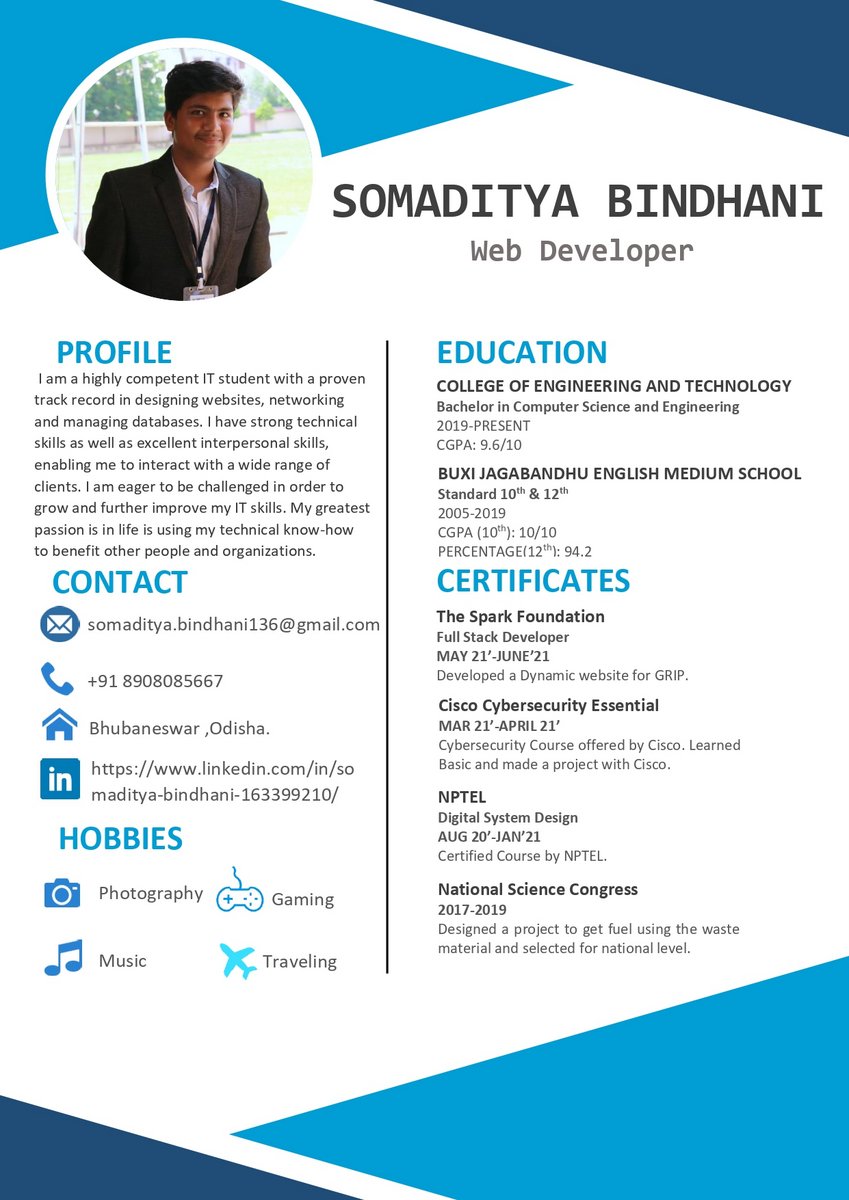 SOMADITYA BINDHANI
Web Developer
PROFILE
I am a highly competent IT student with a proven
track record in designing websites, networking
and managing databases. I have strong technical
skills as well as excellent interpersonal skills,
enabling me to interact with a wide range of
clients. I am eager to be challenged in order to
grow and further improve my IT skills. My greatest
passion is in life is using my technical know-how
to benefit other people and organizations.
CONTACT
somaditya.bindhani136@gmail.com
+91 8908085667
Bhubaneswar ,Odisha.
in
https://www.linkedin.com/in/so
maditya-bindhani-163399210/
HOBBIES
Photography
Gaming
Music
Traveling
EDUCATION
COLLEGE OF ENGINEERING AND TECHNOLOGY
Bachelor in Computer Science and Engineering
2019-PRESENT
CGPA: 9.6/10
BUXI JAGABANDHU ENGLISH MEDIUM SCHOOL
Standard 10th & 12th
2005-2019
CGPA (10th): 10/10
PERCENTAGE(12th): 94.2
CERTIFICATES
The Spark Foundation
Full Stack Developer
MAY 21’-JUNE’21
Developed a Dynamic website for GRIP.
Cisco Cybersecurity Essential
MAR 21’-APRIL 21’
Cybersecurity Course offered by Cisco. Learned
Basic and made a project with Cisco.
NPTEL
Digital System Design
AUG 20’-JAN’21
Certified Course by NPTEL.
National Science Congress
2017-2019
Designed a project to get fuel using the waste
material and selected for national level.